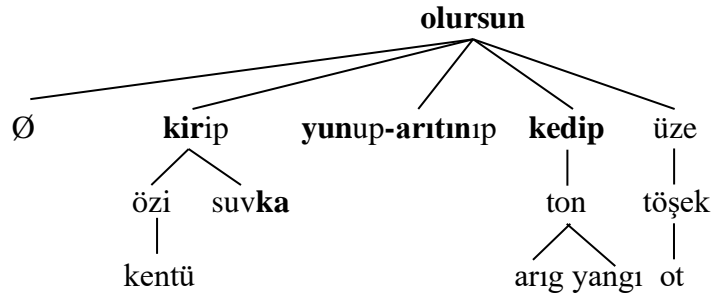 olursun
Ø kirip yunup-arıtınıp kedip üze
özi suvka ton töşek
kentü arıg yangı ot